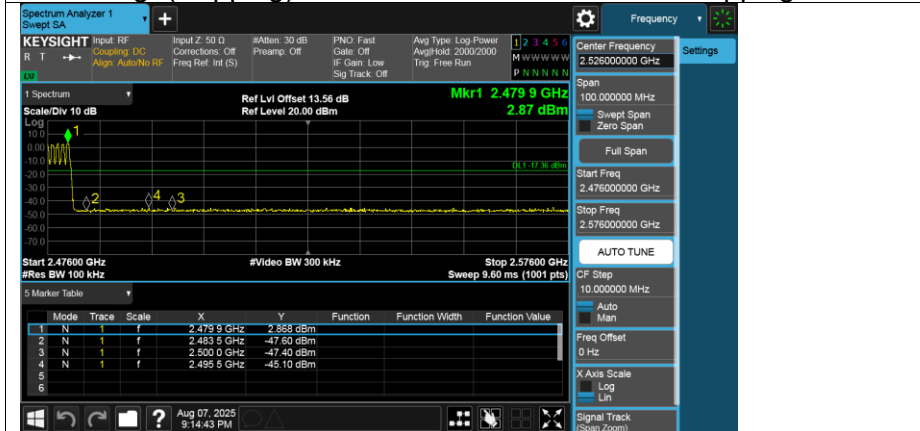 Spectrum Analyzer 1
Swept SA
Frequency
KEYSIGHT
R T
Input: RF
Coupling: DC
Align: Auto/No RF
Input Z: 50 Ω
Corrections: Off
Freq Ref: Int (S)
#Atten: 30 dB
Preamp: Off
PNO: Fast
Gate: Off
IF Gain: Low
Sig Track: Off
Avg Type: Log-Power
Avg|Hold: 2000/2000
Trig: Free Run
1 2 3 4 5 6
M W W W W W
P N N N N N
Center Frequency
2.526000000 GHz
Settings
1 Spectrum
Scale/Div 10 dB
Ref Lvl Offset 13.56 dB
Ref Level 20.00 dBm
Mkr1 2.479 9 GHz
2.87 dBm
Span
100.000000 MHz
Swept Span
Zero Span
Log
10.0
0.00
-10.0
-20.0
-30.0
-40.0
-50.0
-60.0
-70.0
1
2
4
3
DL1 -17.36 dBm
Full Span
Start Freq
2.476000000 GHz
Stop Freq
2.576000000 GHz
AUTO TUNE
Start 2.47600 GHz
#Res BW 100 kHz
#Video BW 300 kHz
Stop 2.57600 GHz
Sweep 9.60 ms (1001 pts)
CF Step
10.000000 MHz
Auto
Man
5 Marker Table
Mode Trace Scale X Y Function Function Width Function Value
1 N 1 f 2.479 9 GHz 2.868 dBm
2 N 1 f 2.483 5 GHz -47.60 dBm
3 N 1 f 2.500 0 GHz -47.40 dBm
4 N 1 f 2.495 5 GHz -45.10 dBm
5
6
Freq Offset
0 Hz
X Axis Scale
Log
Lin
Signal Track
(Span Zoom)
?
Aug 07, 2025
9:14:43 PM